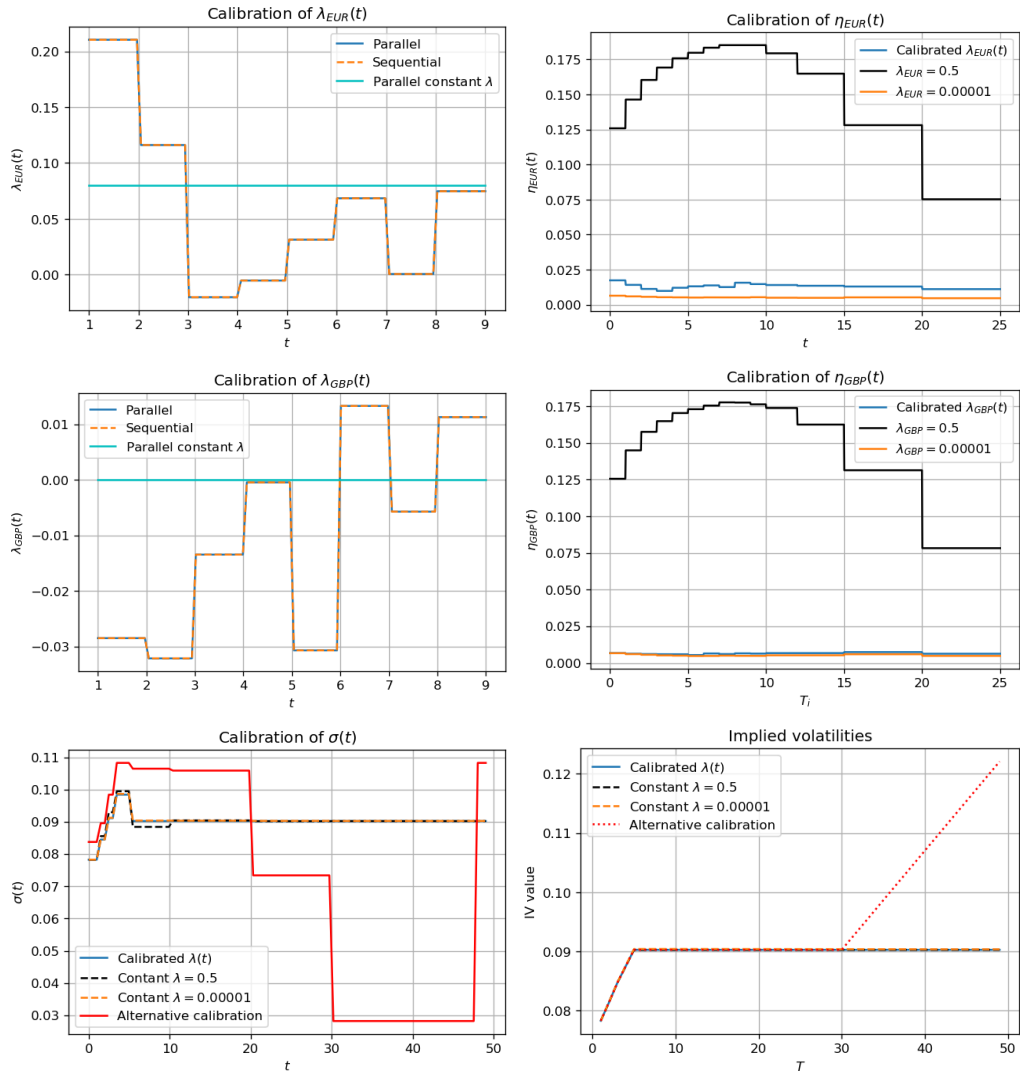 Calibration of λ_EUR(t)
0.20
0.15
0.10
0.05
0.00
λ_EUR(t)
Parallel
Sequential
Parallel constant λ
1 2 3 4 5 6 7 8 9
t
Calibration of η_EUR(t)
0.175
0.150
0.125
0.100
0.075
0.050
0.025
0.000
η_EUR(t)
Calibrated λ_EUR(t)
λ_EUR = 0.5
λ_EUR = 0.00001
0 5 10 15 20 25
t
Calibration of λ_GBP(t)
0.01
0.00
−0.01
−0.02
−0.03
λ_GBP(t)
Parallel
Sequential
Parallel constant λ
1 2 3 4 5 6 7 8 9
t
Calibration of η_GBP(t)
0.175
0.150
0.125
0.100
0.075
0.050
0.025
0.000
η_GBP(t)
Calibrated λ_GBP(t)
λ_GBP = 0.5
λ_GBP = 0.00001
0 5 10 15 20 25
T_i
Calibration of σ(t)
0.11
0.10
0.09
0.08
0.07
0.06
0.05
0.04
0.03
σ(t)
Calibrated λ(t)
Contant λ = 0.5
Contant λ = 0.00001
Alternative calibration
0 10 20 30 40 50
t
Implied volatilities
0.12
0.11
0.10
0.09
0.08
IV value
Calibrated λ(t)
Constant λ = 0.5
Constant λ = 0.00001
Alternative calibration
0 10 20 30 40 50
T